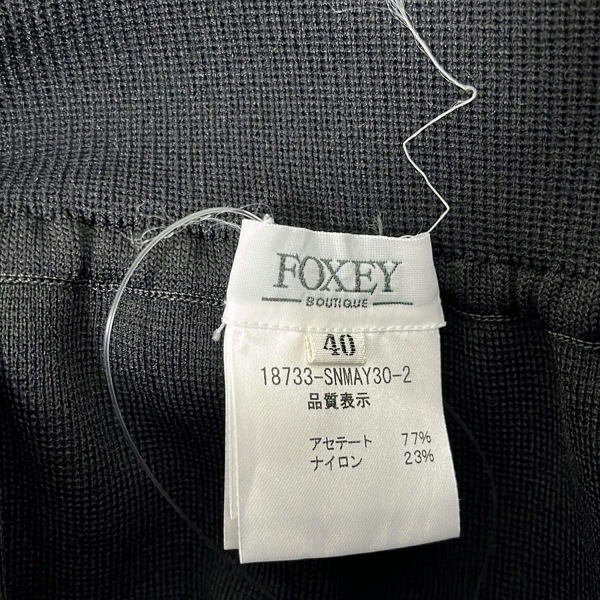 FOXEY
BOUTIQUE
40
18733-SNMAY30-2
品質表示
アセテート 77%
ナイロン 23%